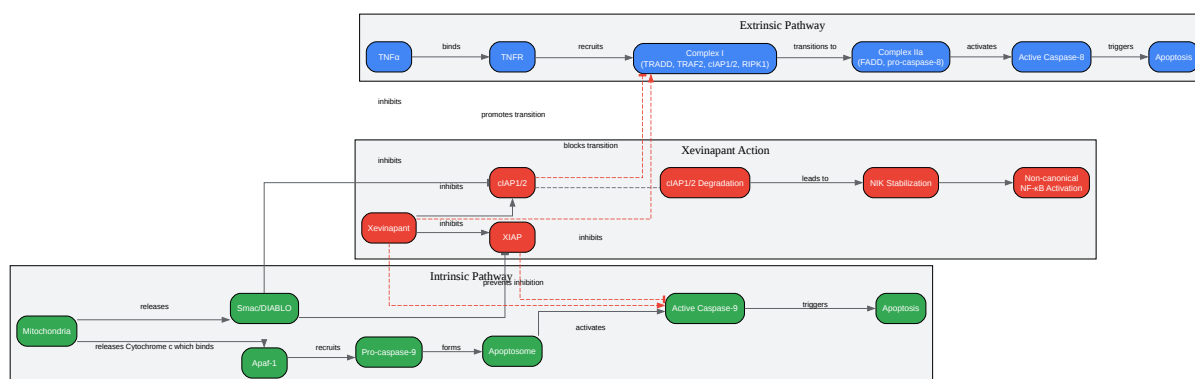 Extrinsic Pathway
TNFα
binds
TNFR
recruits
Complex I
(TRADD, TRAF2, cIAP1/2, RIPK1)
transitions to
Complex IIa
(FADD, pro-caspase-8)
activates
Active Caspase-8
triggers
Apoptosis
inhibits
promotes transition
blocks transition
Xevinapant Action
inhibits
cIAP1/2
inhibits
cIAP1/2 Degradation
leads to
NIK Stabilization
Non-canonical
NF-κB Activation
Xevinapant
inhibits
XIAP
inhibits
Intrinsic Pathway
prevents inhibition
releases
Smac/DIABLO
Active Caspase-9
triggers
Apoptosis
Mitochondria
activates
releases Cytochrome c which binds
Apaf-1
recruits
Pro-caspase-9
forms
Apoptosome